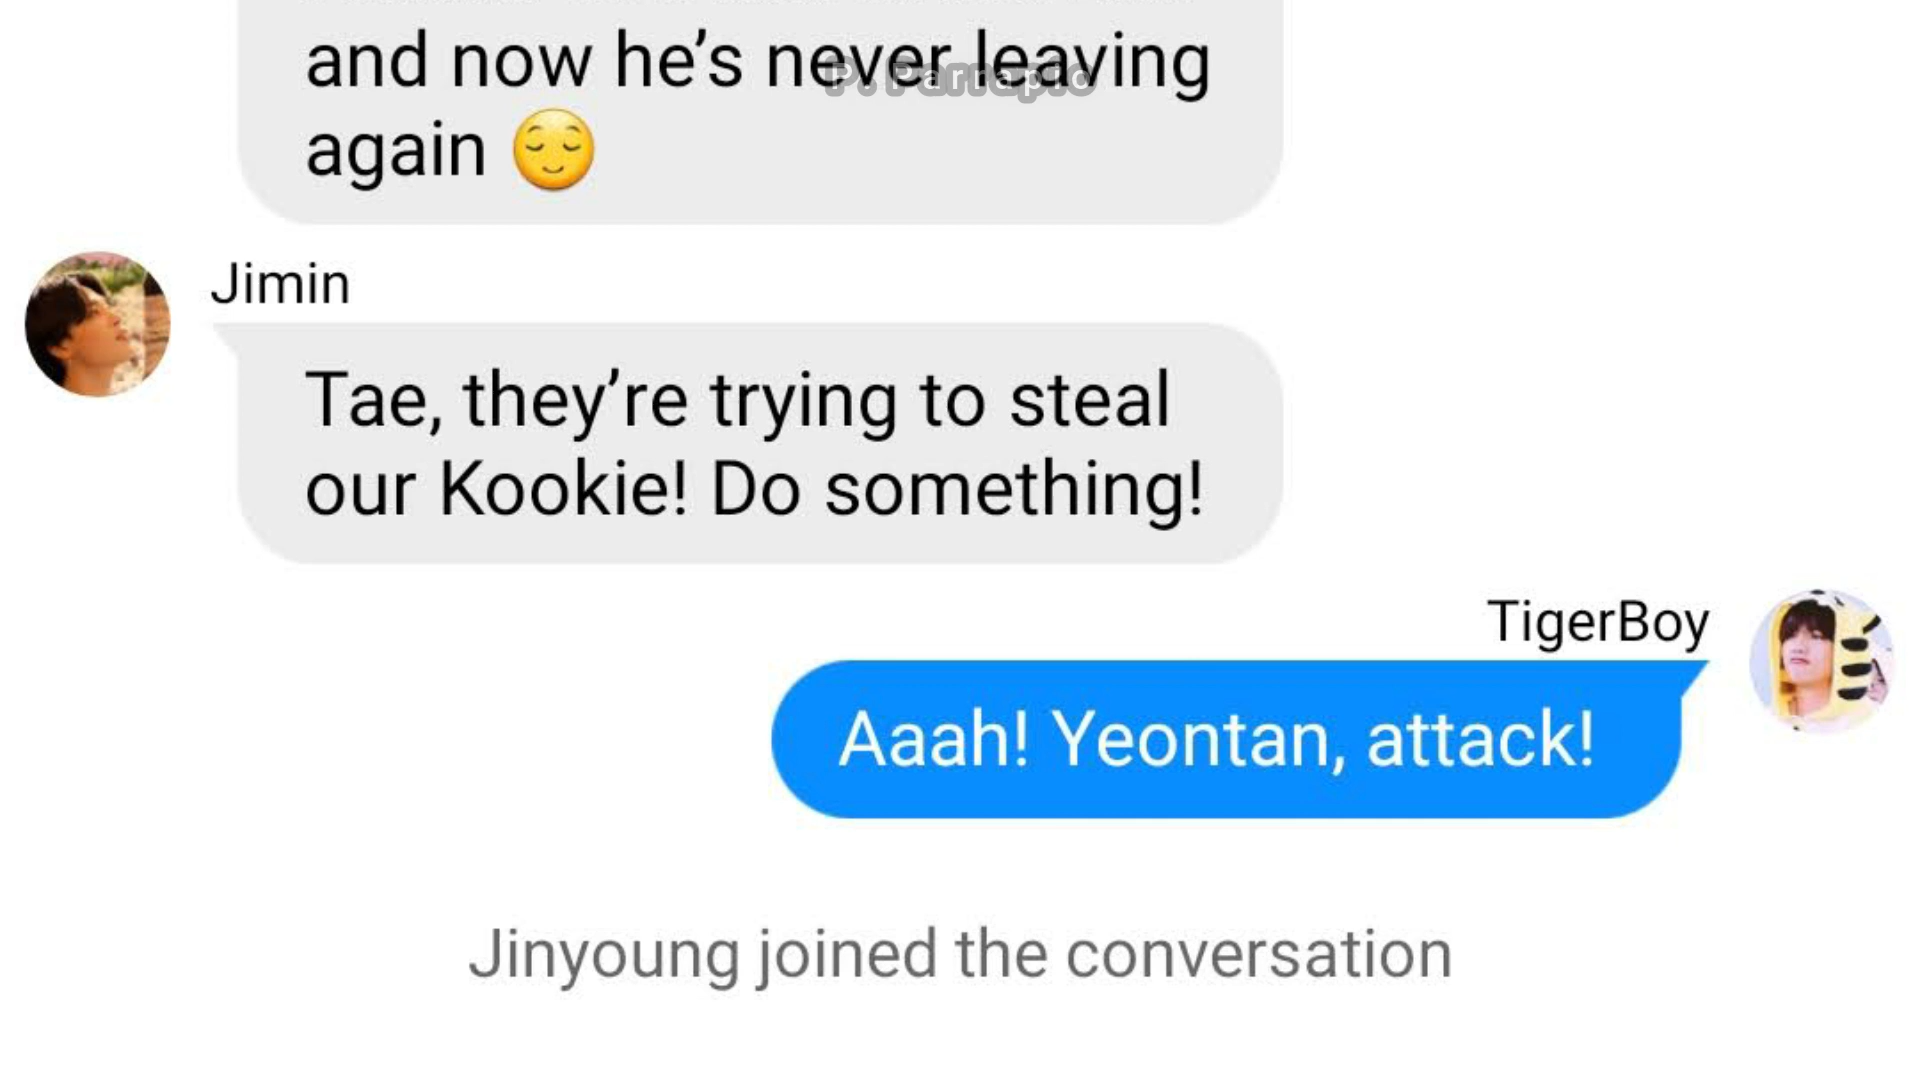 and now he’s never leaving
again 😌
P. Parrapio
Jimin
Tae, they’re trying to steal
our Kookie! Do something!
TigerBoy
Aaah! Yeontan, attack!
Jinyoung joined the conversation